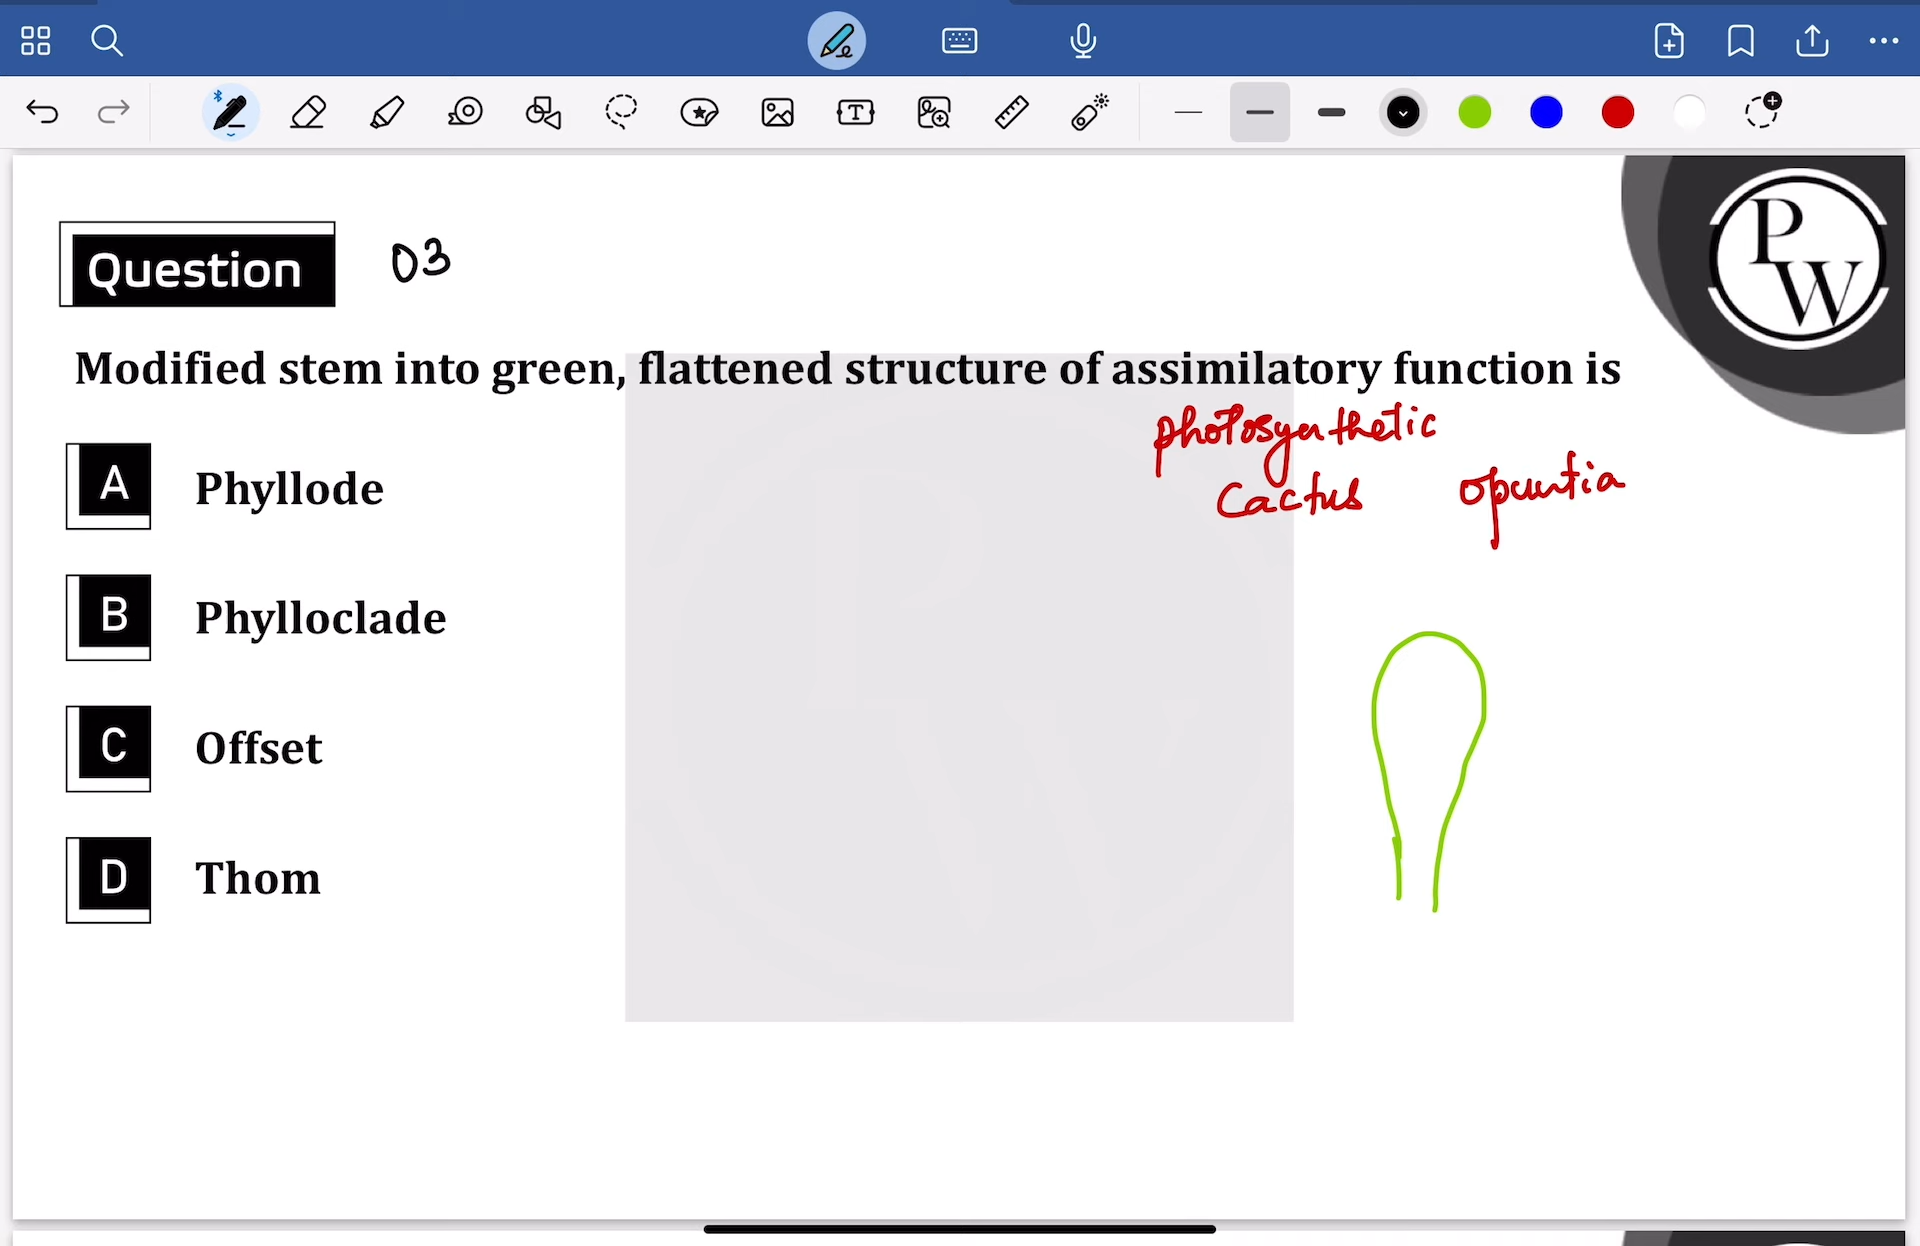 Question 03
PW
Modified stem into green, flattened structure of assimilatory function is
photosynthetic
Cactus opuntia
A Phyllode
B Phylloclade
C Offset
D Thom